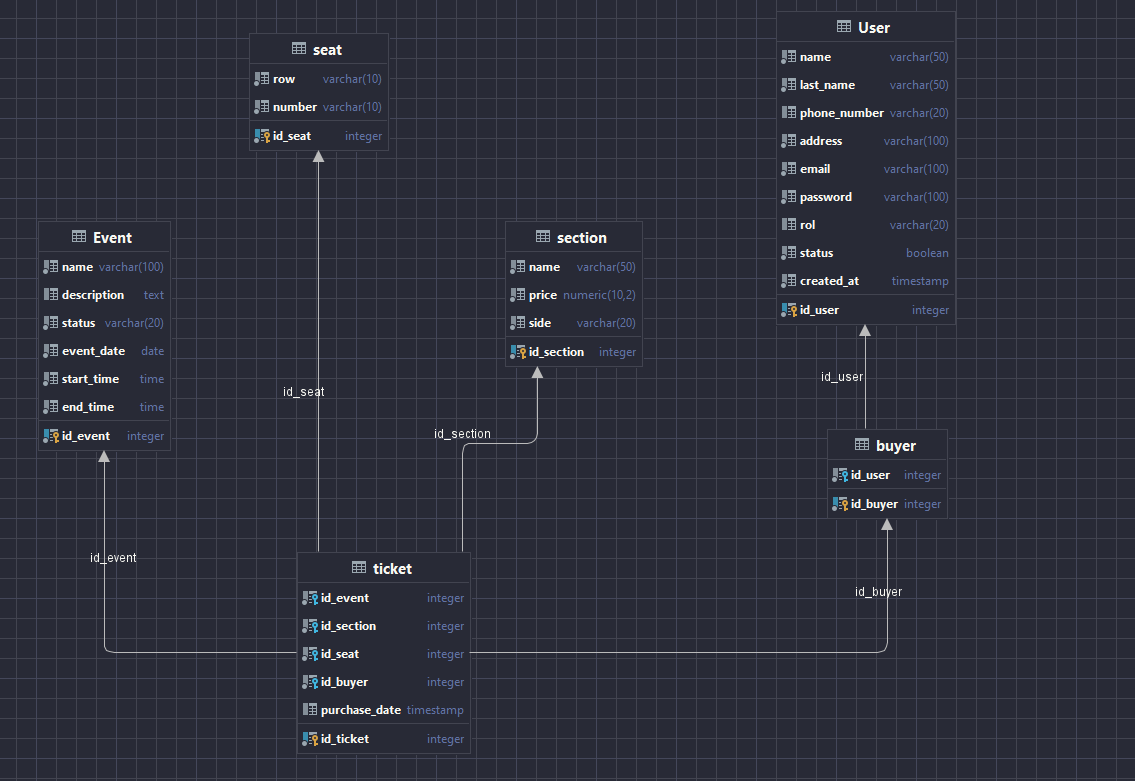 seat
row varchar(10)
number varchar(10)
id_seat integer
User
name varchar(50)
last_name varchar(50)
phone_number varchar(20)
address varchar(100)
email varchar(100)
password varchar(100)
rol varchar(20)
status boolean
created_at timestamp
id_user integer
Event
name varchar(100)
description text
status varchar(20)
event_date date
start_time time
end_time time
id_event integer
section
name varchar(50)
price numeric(10,2)
side varchar(20)
id_section integer
id_seat
id_section
id_user
buyer
id_user integer
id_buyer integer
id_event
id_buyer
ticket
id_event integer
id_section integer
id_seat integer
id_buyer integer
purchase_date timestamp
id_ticket integer